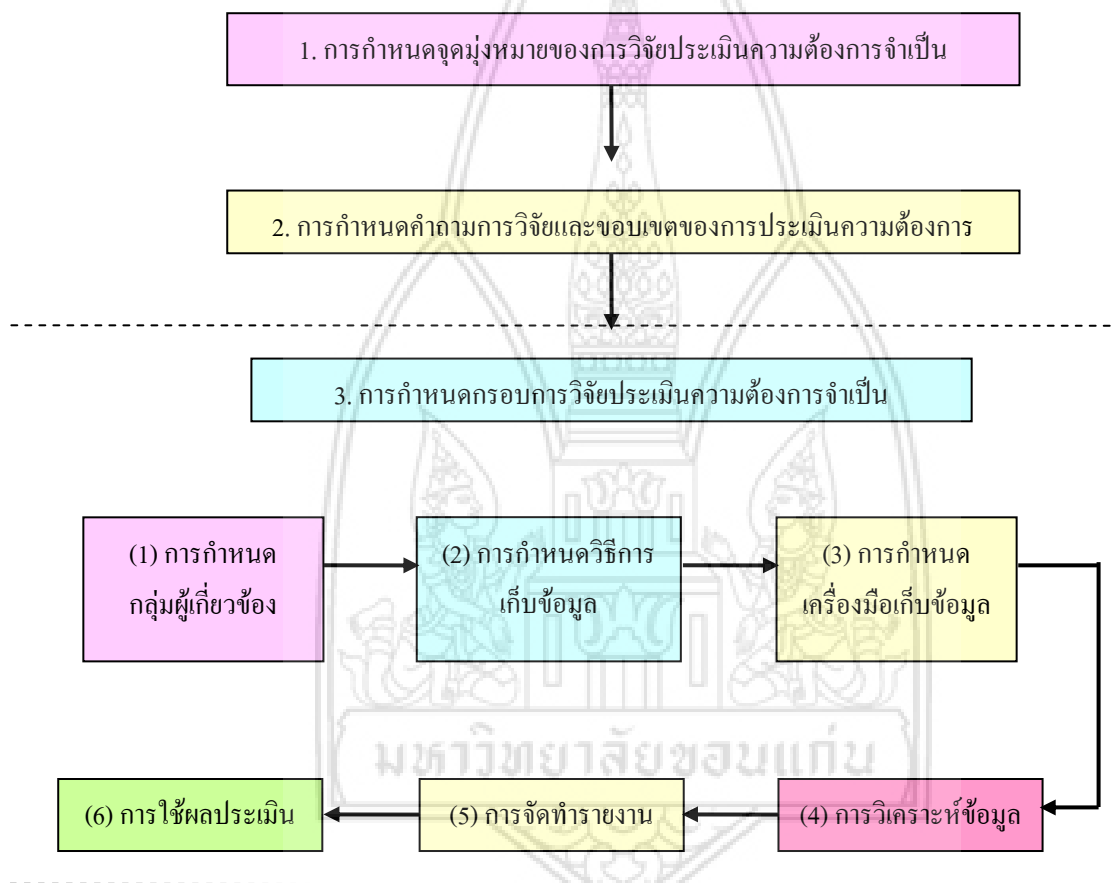 1. การกำหนดจุดมุ่งหมายของการวิจัยประเมินความต้องการจำเป็น
2. การกำหนดคำถามการวิจัยและขอบเขตของการประเมินความต้องการ
3. การกำหนดกรอบการวิจัยประเมินความต้องการจำเป็น
(1) การกำหนด
กลุ่มผู้เกี่ยวข้อง
(2) การกำหนดวิธีการ
เก็บข้อมูล
(3) การกำหนด
เครื่องมือเก็บข้อมูล
มหาวิทยาลัยขอนแก่น
(6) การใช้ผลประเมิน
(5) การจัดทำรายงาน
(4) การวิเคราะห์ข้อมูล